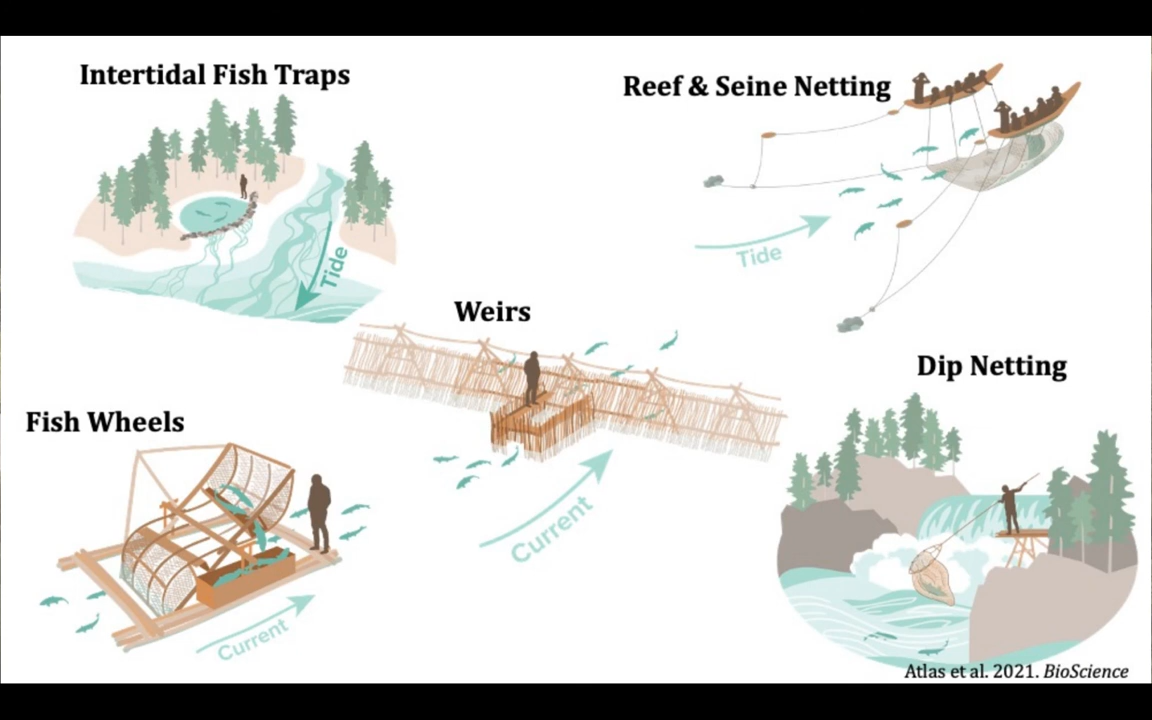 Intertidal Fish Traps
Reef & Seine Netting
Tide
Tide
Weirs
Dip Netting
Fish Wheels
Current
Current
Atlas et al. 2021. BioScience